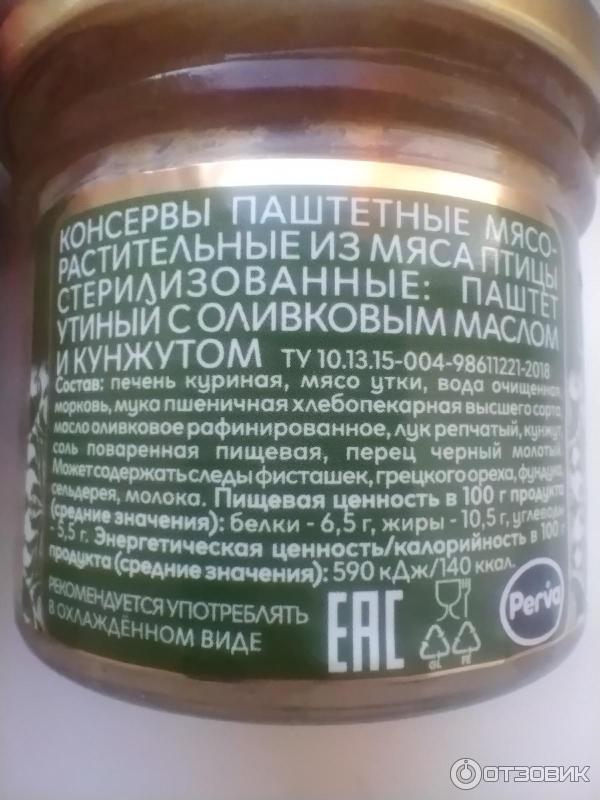 КОНСЕРВЫ ПАШТЕТНЫЕ МЯСО-
РАСТИТЕЛЬНЫЕ ИЗ МЯСА ПТИЦЫ
СТЕРИЛИЗОВАННЫЕ: ПАШТЕТ
УТИНЫЙ С ОЛИВКОВЫМ МАСЛОМ
И КУНЖУТОМ ТУ 10.13.15-004-98611221-2018
Состав: печень куриная, мясо утки, вода очищенная,
морковь, мука пшеничная хлебопекарная высшего сорта,
масло оливковое рафинированное, лук репчатый, кунжут,
соль поваренная пищевая, перец черный молотый.
Может содержать следы фисташек, грецкого ореха, фундука,
сельдерея, молока. Пищевая ценность в 100 г продукта
(средние значения): белки - 6,5 г, жиры - 10,5 г, углеводы
- 5,5 г. Энергетическая ценность/калорийность в 100 г
продукта (средние значения): 590 кДж/140 ккал.
РЕКОМЕНДУЕТСЯ УПОТРЕБЛЯТЬ
В ОХЛАЖДЁННОМ ВИДЕ
EAC
GL
PE
Perva
ОТЗОВИК